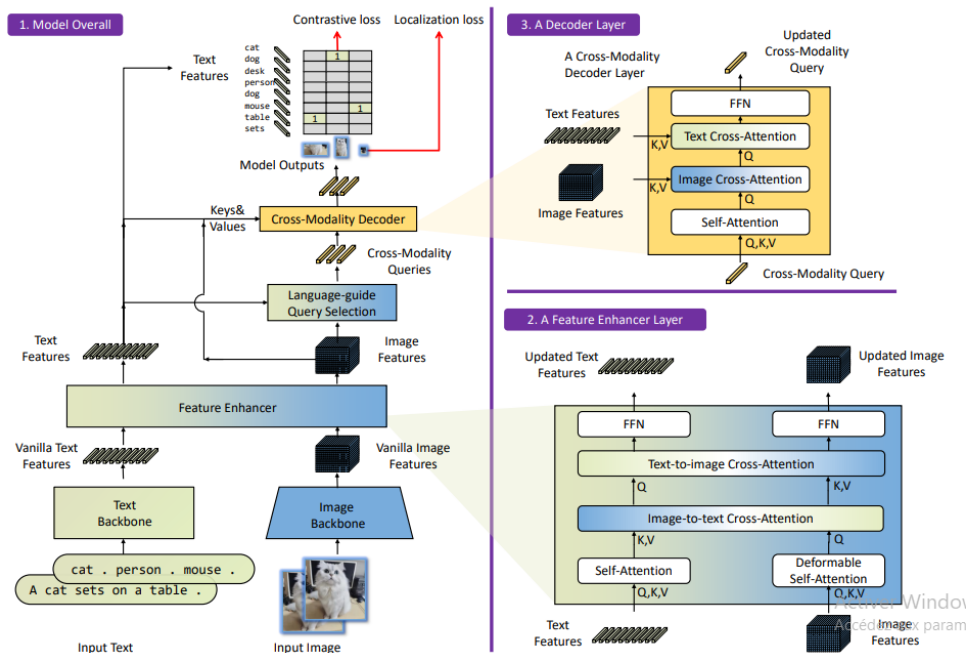 1. Model Overall
Contrastive loss
Localization loss
Text
Features
cat
dog
desk
person
dog
mouse
table
sets
1
1
1
Model Outputs
Keys&
Values
Cross-Modality Decoder
Cross-Modality
Queries
Language-guide
Query Selection
Text
Features
Image
Features
Feature Enhancer
Vanilla Text
Features
Vanilla Image
Features
Text
Backbone
Image
Backbone
cat . person . mouse .
A cat sets on a table .
Input Text
Input Image
3. A Decoder Layer
A Cross-Modality
Decoder Layer
Updated
Cross-Modality
Query
FFN
Text Features
K,V
Text Cross-Attention
Q
K,V
Image Cross-Attention
Image Features
Q
Self-Attention
Q,K,V
Cross-Modality Query
2. A Feature Enhancer Layer
Updated Text
Features
Updated Image
Features
FFN
FFN
Text-to-image Cross-Attention
Q
K,V
Image-to-text Cross-Attention
K,V
Q
Self-Attention
Deformable
Self-Attention
Q,K,V
Q,K,V
Text
Features
Image
Features
Activer Window
Accédez aux param